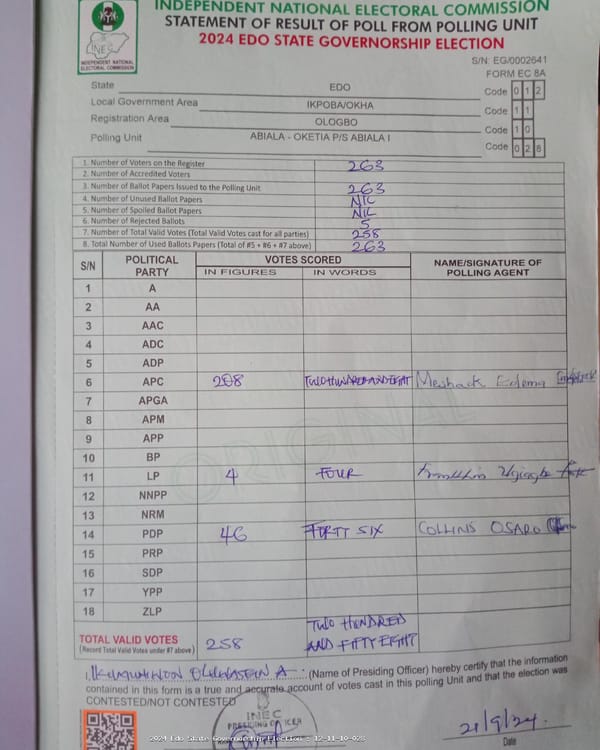 INDEPENDENT NATIONAL ELECTORAL COMMISSION
STATEMENT OF RESULT OF POLL FROM POLLING UNIT
2024 EDO STATE GOVERNORSHIP ELECTION
INEC
INDEPENDENT NATIONAL
ELECTORAL COMMISSION
S/N: EG/0002641
FORM EC 8A
State EDO Code 0 1 2
Local Government Area IKPOBA/OKHA Code 1 1
Registration Area OLOGBO Code 1 0
Polling Unit ABIALA - OKETIA P/S ABIALA I Code 0 2 8
1. Number of Voters on the Register 263
2. Number of Accredited Voters
3. Number of Ballot Papers Issued to the Polling Unit 263
4. Number of Unused Ballot Papers NIL
5. Number of Spoiled Ballot Papers NIL
6. Number of Rejected Ballots 5
7. Number of Total Valid Votes (Total Valid Votes cast for all parties) 258
8. Total Number of Used Ballots Papers (Total of #5 + #6 + #7 above) 263
S/N POLITICAL PARTY VOTES SCORED NAME/SIGNATURE OF POLLING AGENT
IN FIGURES IN WORDS
1 A
2 AA
3 AAC
4 ADC
5 ADP
6 APC 208 TWO HUNDRED AND EIGHT Meshack Edema
7 APGA
8 APM
9 APP
10 BP
11 LP 4 FOUR
12 NNPP
13 NRM
14 PDP 46 FORTY SIX COLLINS OSARO
15 PRP
16 SDP
17 YPP
18 ZLP
ORIGINAL
TOTAL VALID VOTES 258 TWO HUNDRED
(Record Total Valid Votes under #7 above) AND FIFTY EIGHT
I, A. (Name of Presiding Officer) hereby certify that the information
contained in this form is a true and accurate account of votes cast in this polling Unit and that the election was
CONTESTED/NOT CONTESTED
INEC
PRESIDING OFFICER
21/9/24
Date
2024 Edo State Governorship Election - 12-11-10-028